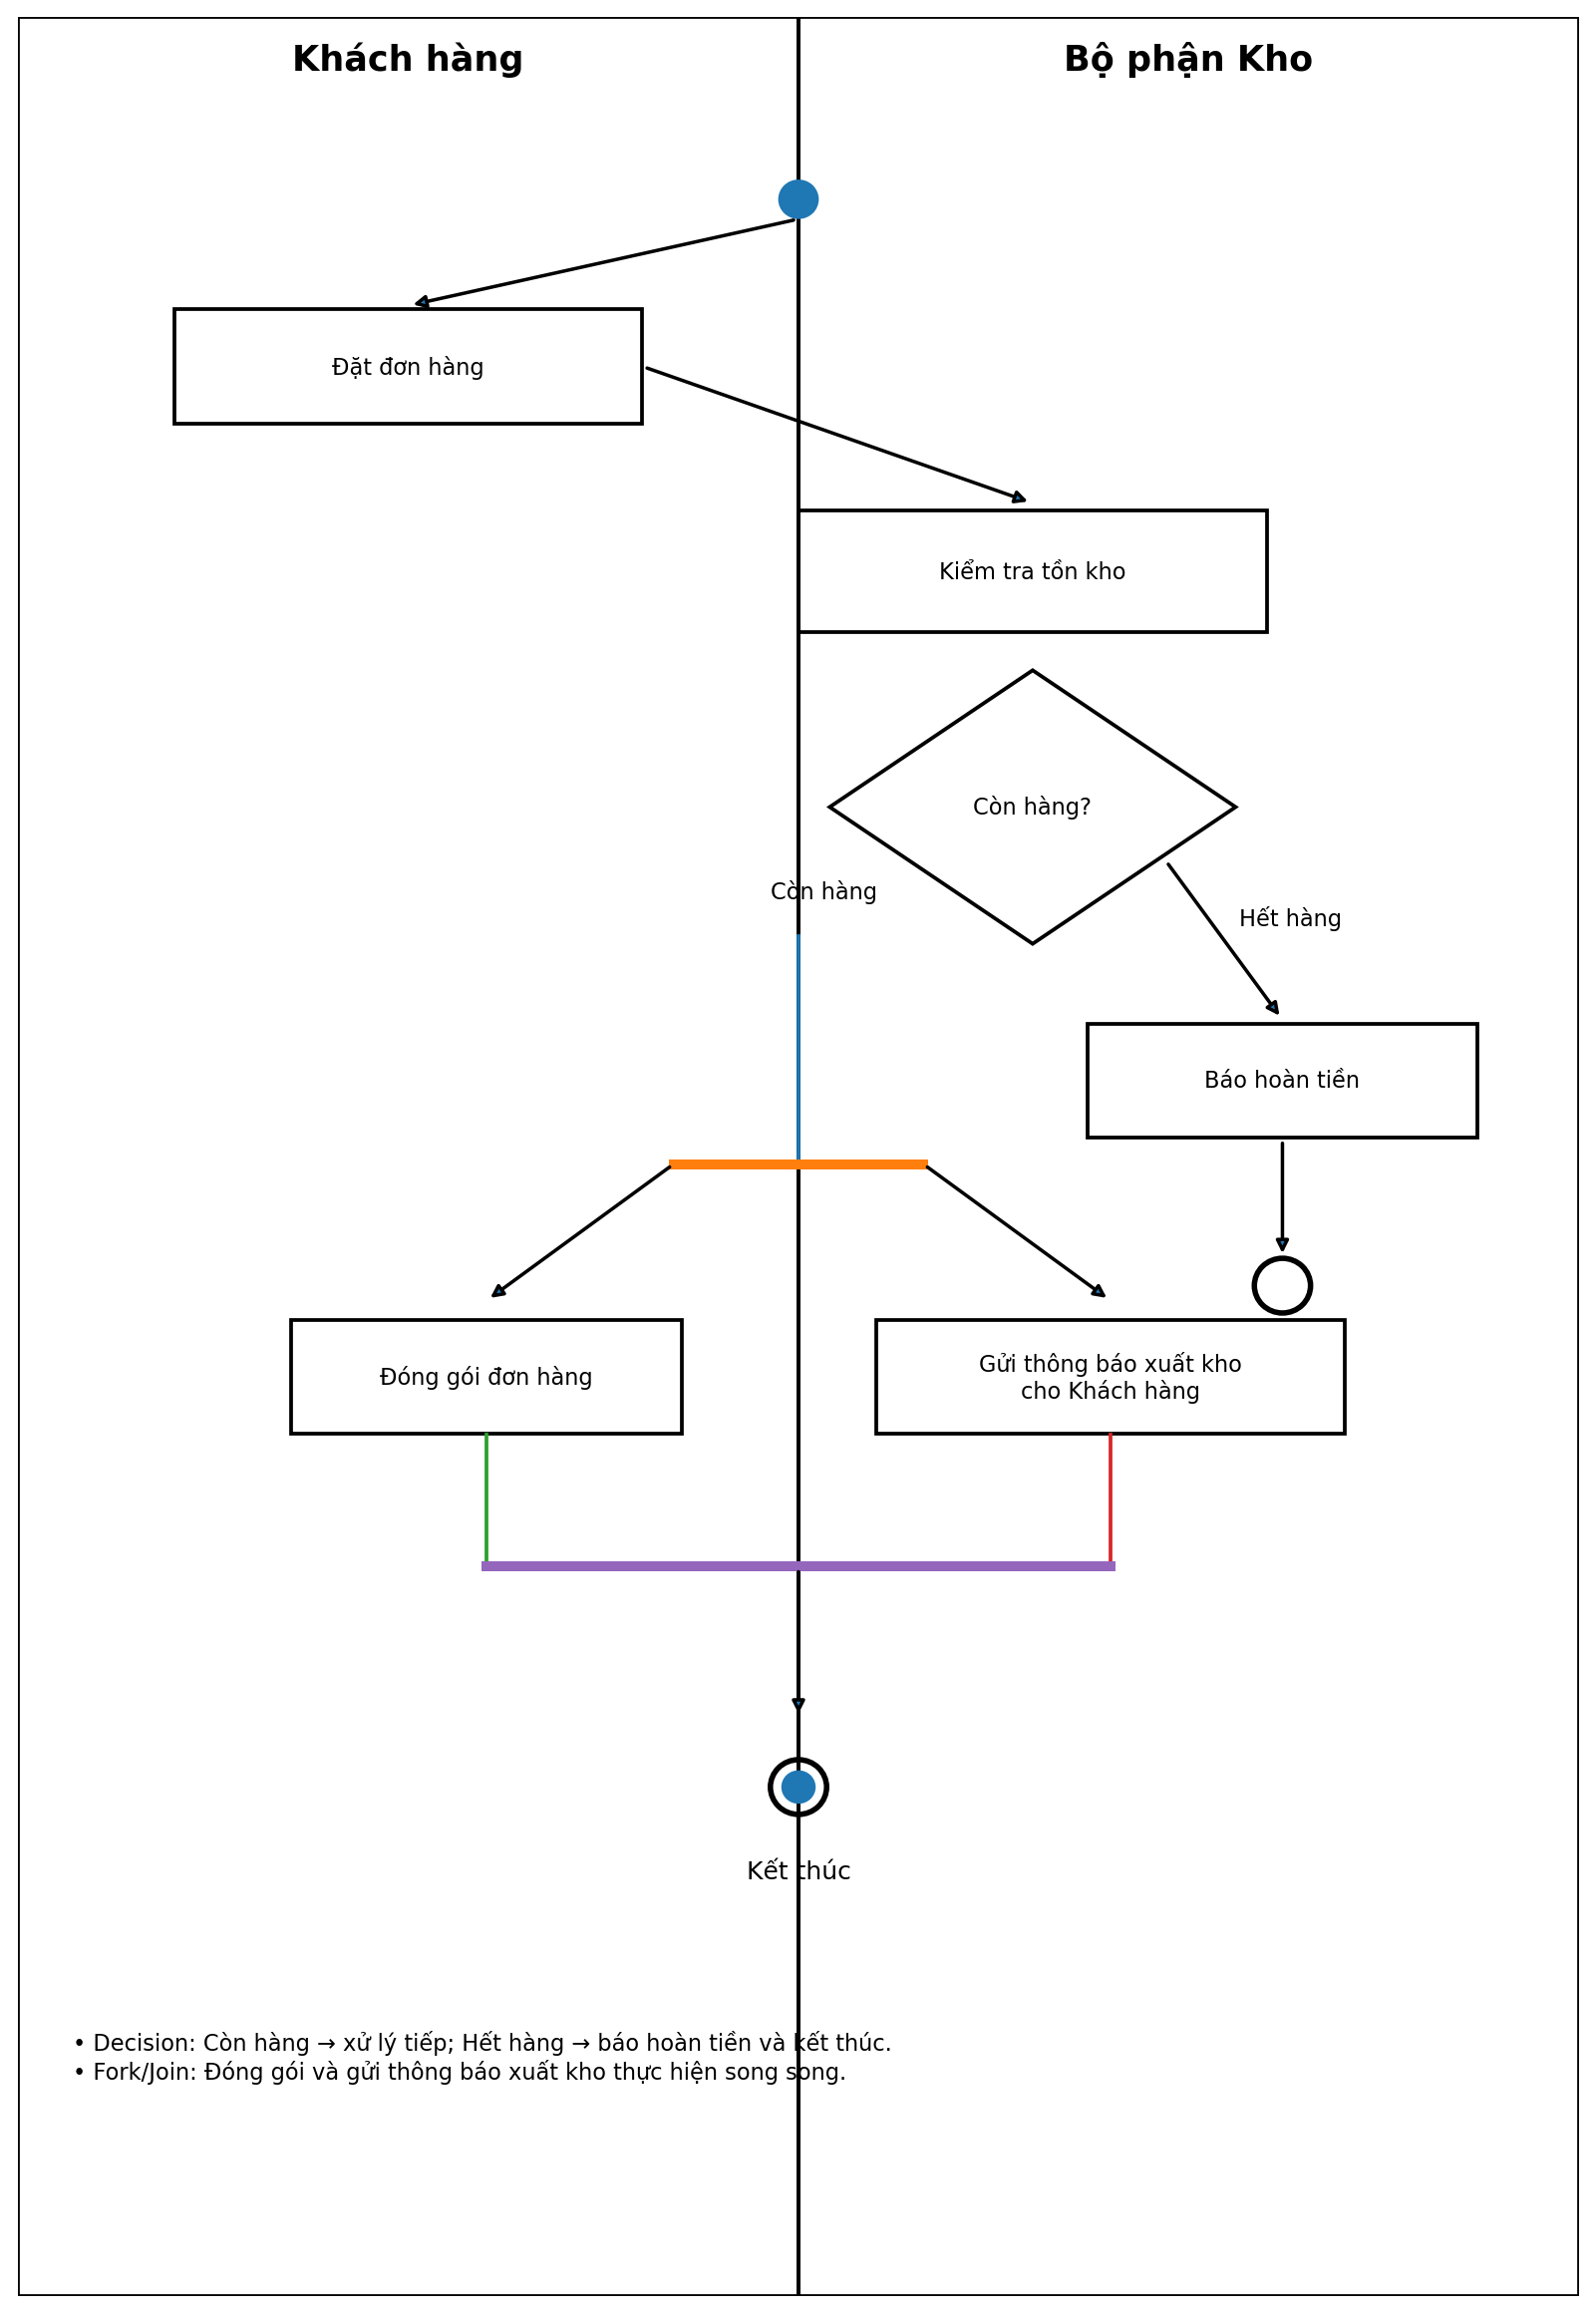 Khách hàng
Bộ phận Kho
Đặt đơn hàng
Kiểm tra tồn kho
Còn hàng?
Còn hàng
Hết hàng
Báo hoàn tiền
Đóng gói đơn hàng
Gửi thông báo xuất kho
cho Khách hàng
Kết thúc
• Decision: Còn hàng → xử lý tiếp; Hết hàng → báo hoàn tiền và kết thúc.
• Fork/Join: Đóng gói và gửi thông báo xuất kho thực hiện song song.